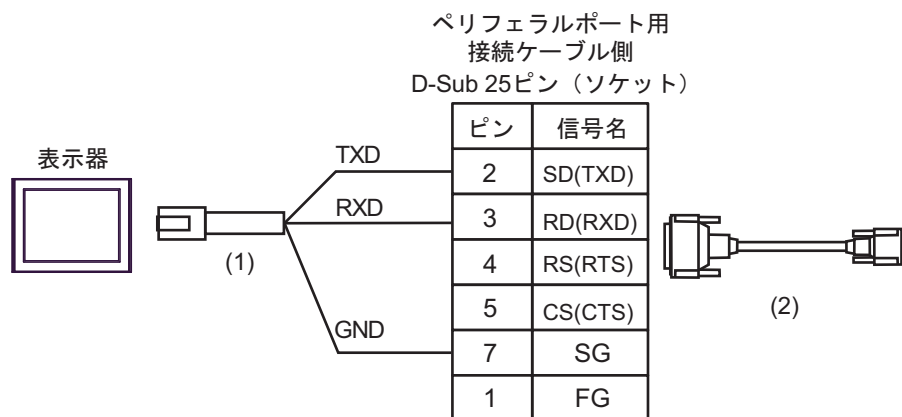 ペリフェラルポート用
接続ケーブル側
D-Sub 25ピン（ソケット）
ピン 信号名
表示器
TXD
2 SD(TXD)
RXD
3 RD(RXD)
(1)
4 RS(RTS)
(2)
5 CS(CTS)
GND
7 SG
1 FG